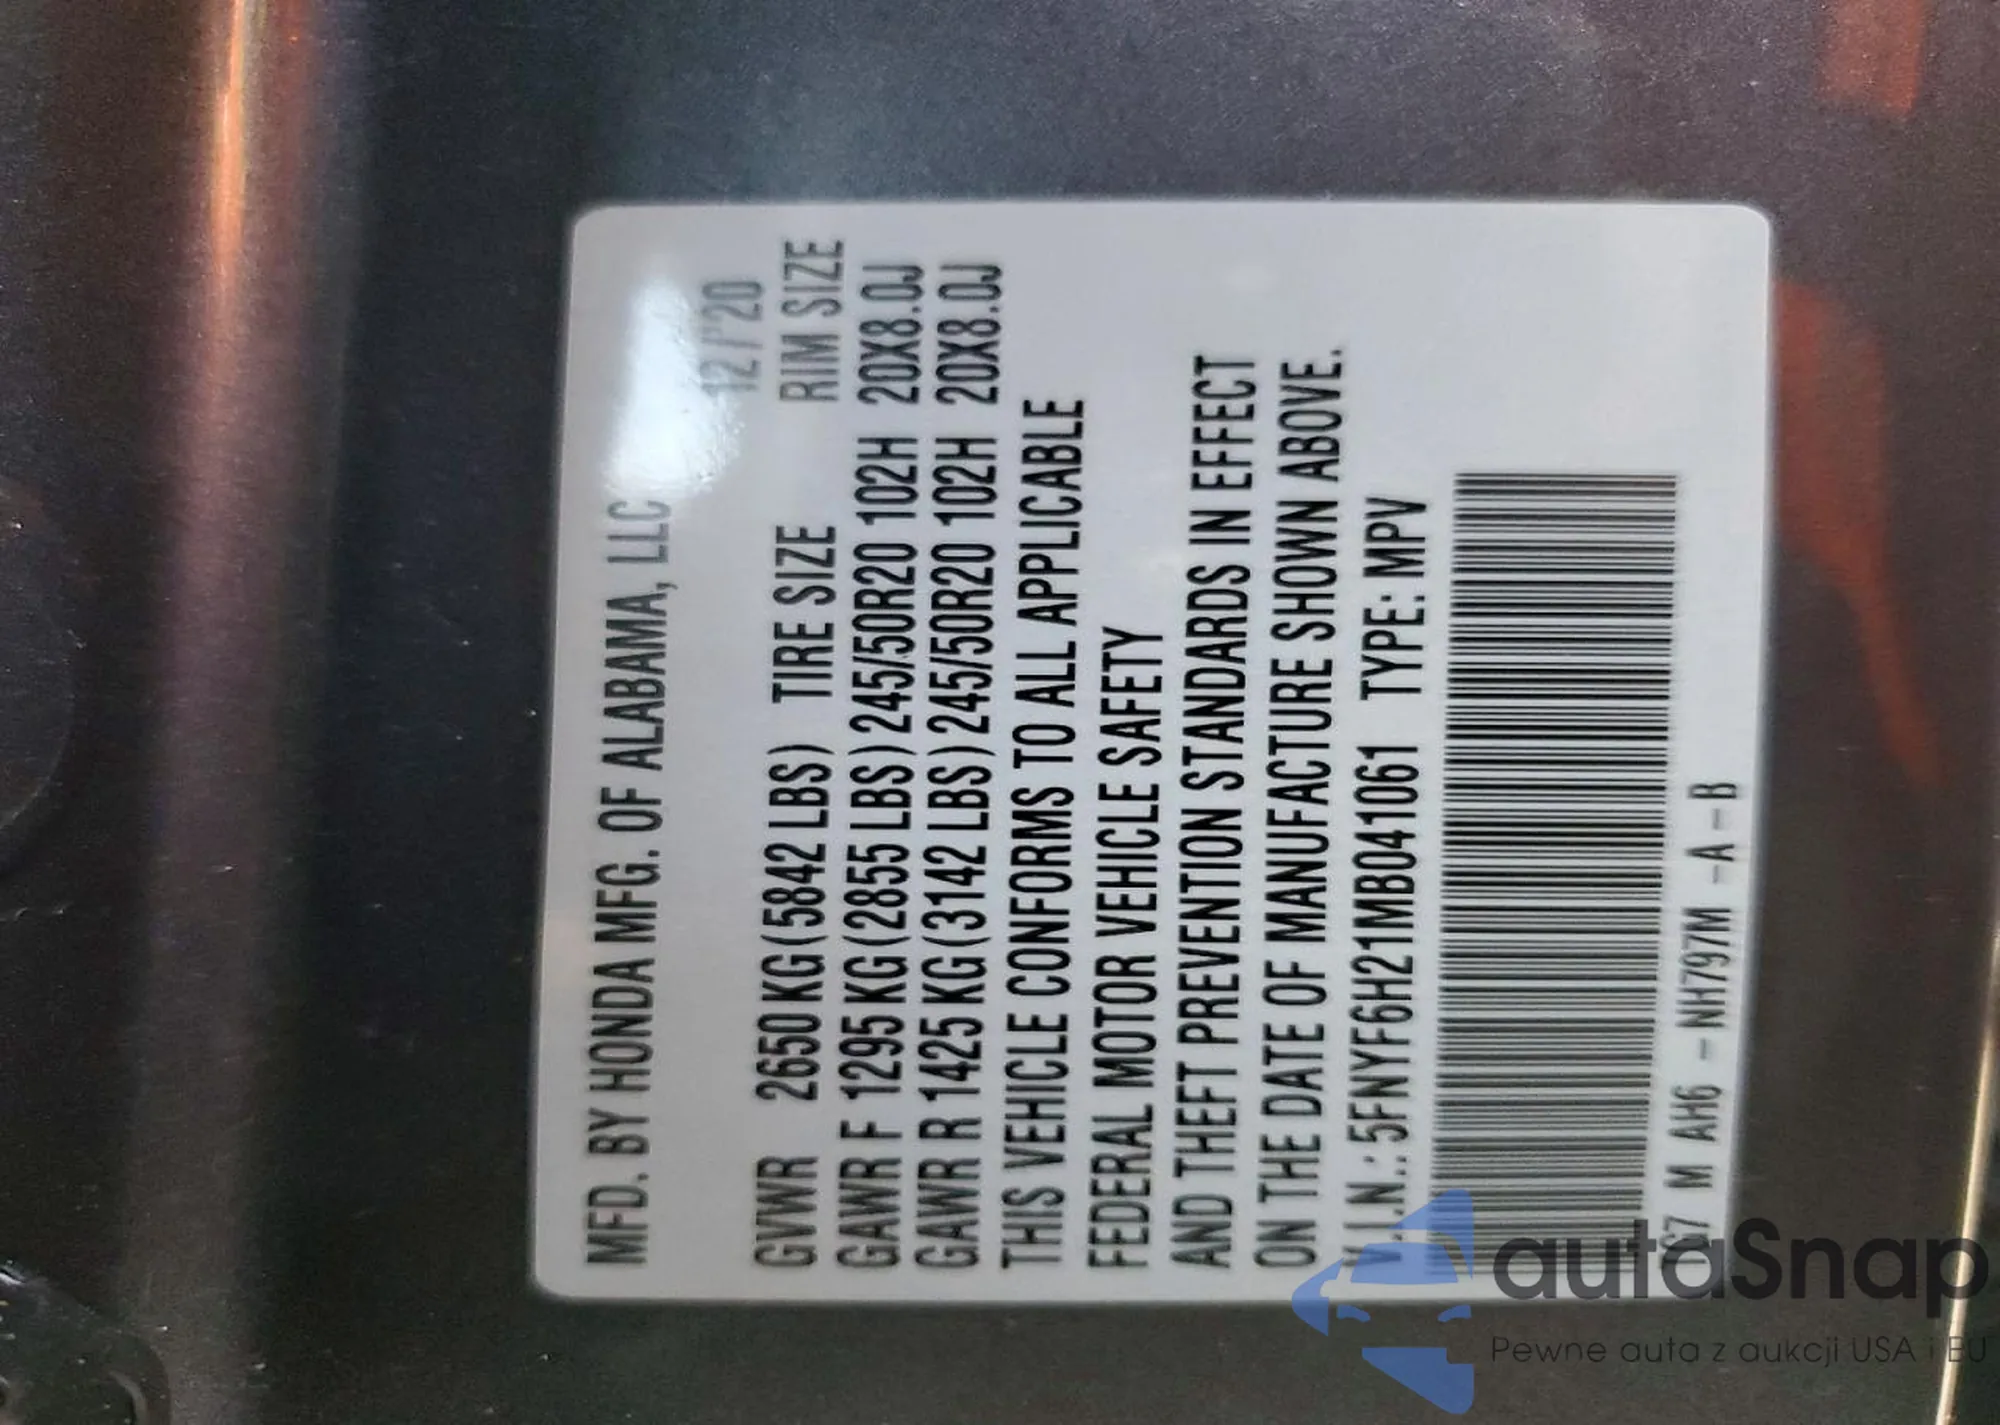 MFD. BY HONDA MFG. OF ALABAMA, LLC
12/'20
GVWR 2650 KG(5842 LBS) TIRE SIZE RIM SIZE
GAWR F 1295 KG(2855 LBS)245/50R20 102H 20X8.0J
GAWR R 1425 KG(3142 LBS)245/50R20 102H 20X8.0J
THIS VEHICLE CONFORMS TO ALL APPLICABLE
FEDERAL MOTOR VEHICLE SAFETY
AND THEFT PREVENTION STANDARDS IN EFFECT
ON THE DATE OF MANUFACTURE SHOWN ABOVE.
V.I.N.:5FNYF6H21MB041061 TYPE: MPV
M AH6 -NH797M -A-B
autoSnap
Pewne auta z aukcji USA i EU